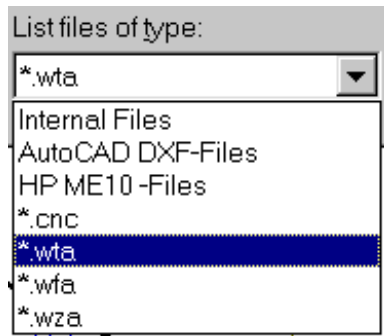 List files of type:
*.wta
Internal Files
AutoCAD DXF-Files
HP ME10 -Files
*.cnc
*.wta
*.wfa
*.wza